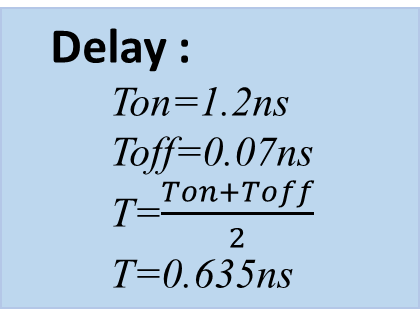 Delay :
Ton=1.2ns
Toff=0.07ns
T=Ton+Toff/2
T=0.635ns